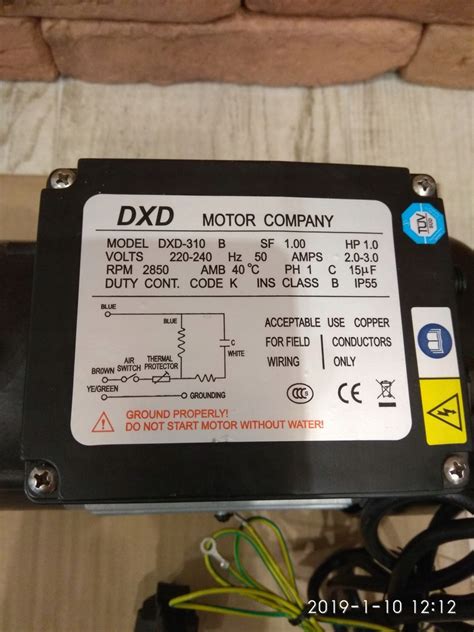 DXD MOTOR COMPANY
MODEL DXD-310 B SF 1.00 HP 1.0
VOLTS 220-240 Hz 50 AMPS 2.0-3.0
RPM 2850 AMB 40°C PH 1 C 15µF
DUTY CONT. CODE K INS CLASS B IP55
BLUE
BLUE
C
WHITE
BROWN
AIR
SWITCH
THERMAL
PROTECTOR
YE/GREEN
GROUNDING
ACCEPTABLE USE COPPER
FOR FIELD CONDUCTORS
WIRING ONLY
CCC
CE
GROUND PROPERLY!
DO NOT START MOTOR WITHOUT WATER!
TÜV
2019-1-10 12:12